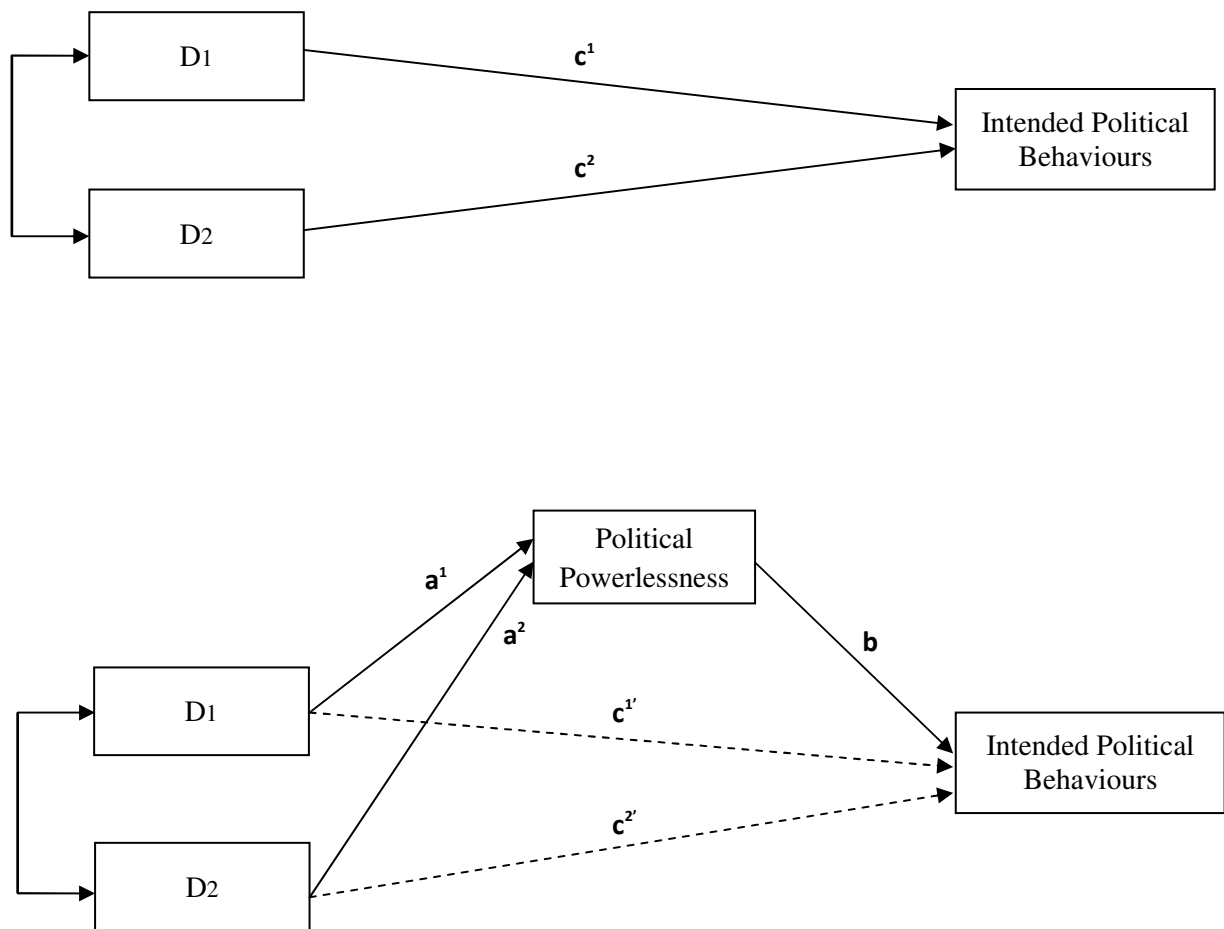 D1
c¹
Intended Political
Behaviours
c²
D2
Political
Powerlessness
a¹
a²
b
D1
c¹’
Intended Political
Behaviours
c²’
D2